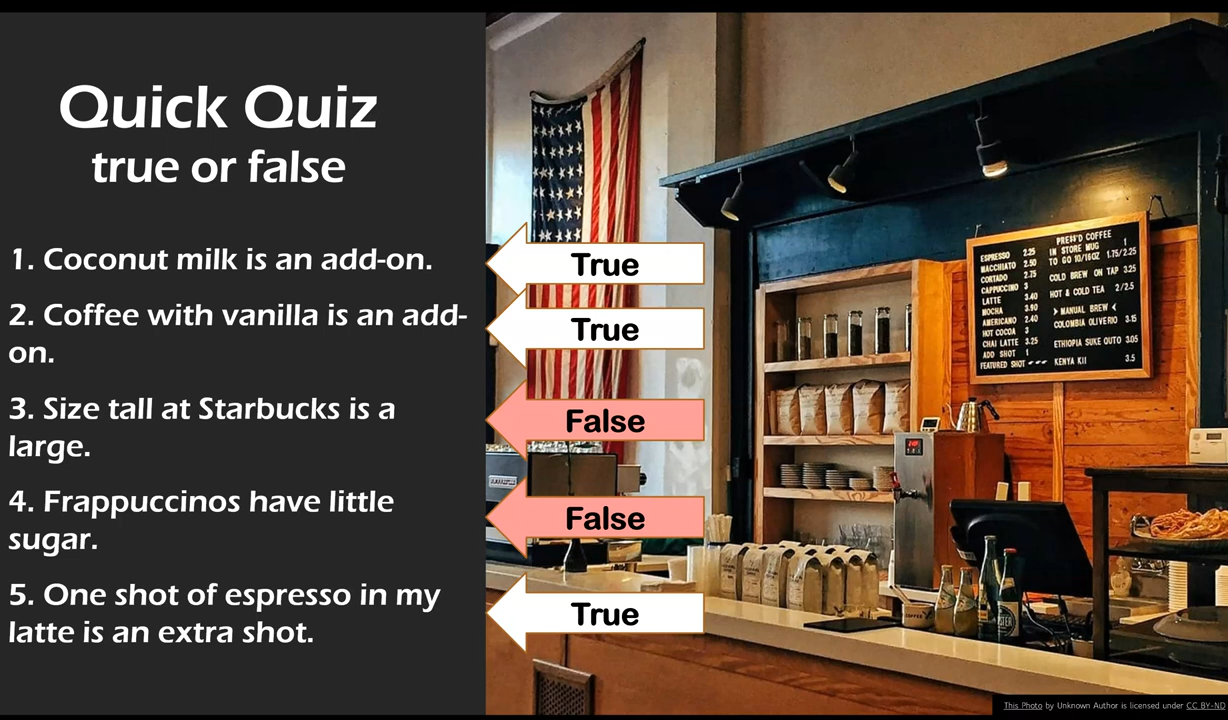 Quick Quiz
true or false
1. Coconut milk is an add-on.
2. Coffee with vanilla is an add-
on.
3. Size tall at Starbucks is a
large.
4. Frappuccinos have little
sugar.
5. One shot of espresso in my
latte is an extra shot.
True
True
False
False
True
ESPRESSO 2.25
MACCHIATO 2.50
CORTADO 2.75
CAPPUCCINO 3
LATTE 3.40
MOCHA 3.90
AMERICANO 2.40
HOT COCOA 3
CHAI LATTE 3.25
ADD SHOT 1
FEATURED SHOT
PRESS'D COFFEE
IN STORE MUG 1
TO GO 10/16OZ 1.75/2.25
COLD BREW ON TAP 3.25
HOT & COLD TEA 2/2.5
> MANUAL BREW <
COLOMBIA OLIVERIO 3.15
ETHIOPIA SUKE QUTO 3.05
KENYA KII 3.5
This Photo by Unknown Author is licensed under CC BY-ND